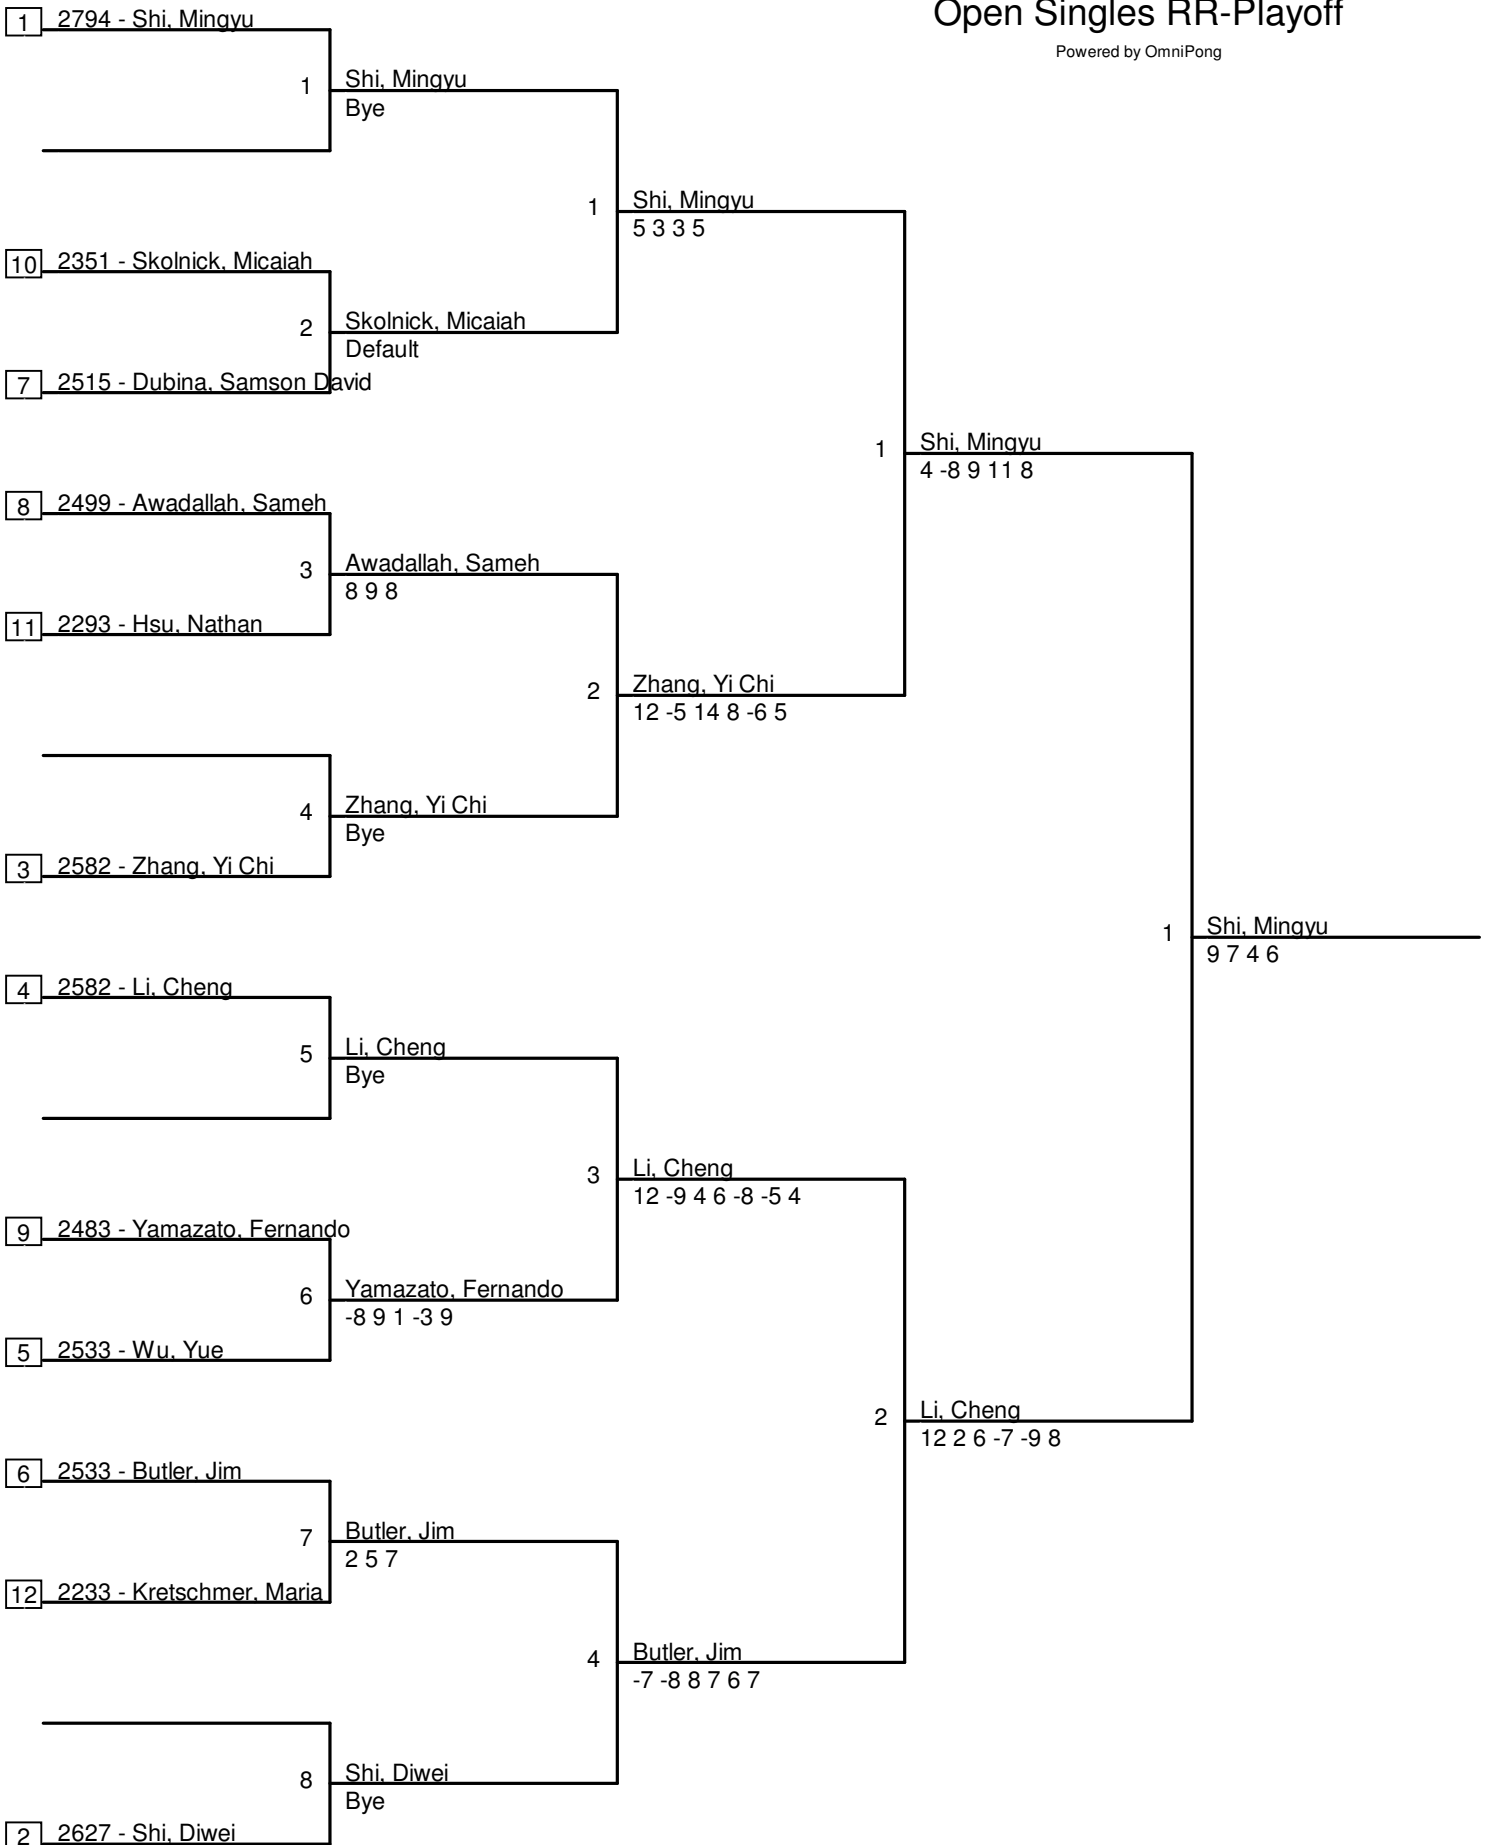 Open Singles RR-Playoff
Powered by OmniPong
1 2794 - Shi, Mingyu
1 Shi, Mingyu
Bye
1 Shi, Mingyu
5 3 3 5
10 2351 - Skolnick, Micaiah
2 Skolnick, Micaiah
Default
7 2515 - Dubina, Samson David
1 Shi, Mingyu
4 -8 9 11 8
8 2499 - Awadallah, Sameh
3 Awadallah, Sameh
8 9 8
11 2293 - Hsu, Nathan
2 Zhang, Yi Chi
12 -5 14 8 -6 5
4 Zhang, Yi Chi
Bye
3 2582 - Zhang, Yi Chi
1 Shi, Mingyu
9 7 4 6
4 2582 - Li, Cheng
5 Li, Cheng
Bye
3 Li, Cheng
12 -9 4 6 -8 -5 4
9 2483 - Yamazato, Fernando
6 Yamazato, Fernando
-8 9 1 -3 9
5 2533 - Wu, Yue
2 Li, Cheng
12 2 6 -7 -9 8
6 2533 - Butler, Jim
7 Butler, Jim
2 5 7
12 2233 - Kretschmer, Maria
4 Butler, Jim
-7 -8 8 7 6 7
8 Shi, Diwei
Bye
2 2627 - Shi, Diwei